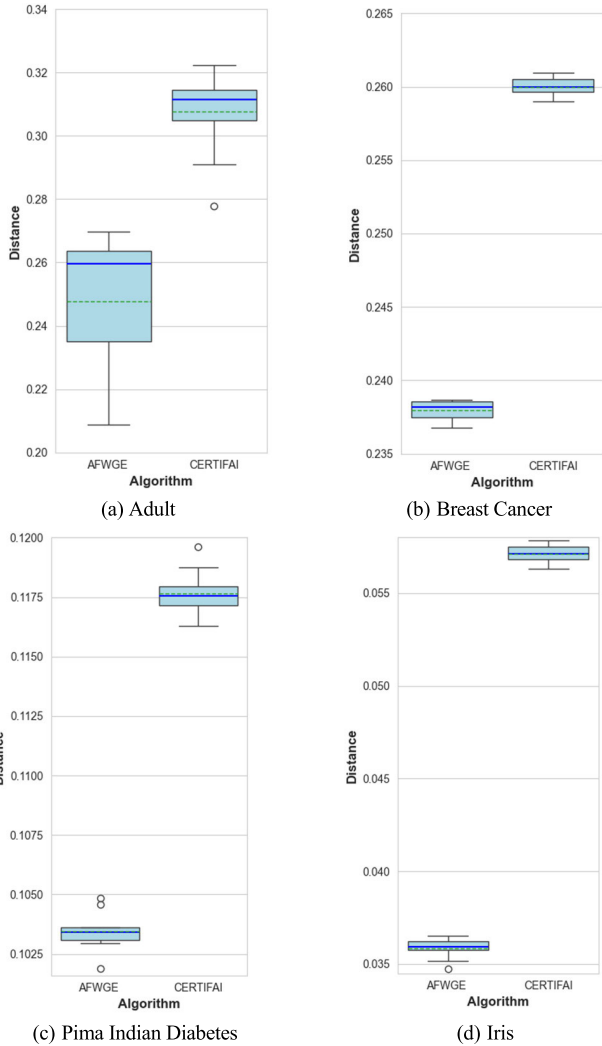 0.34
0.32
0.30
0.28
0.26
0.24
0.22
0.20
Distance
AFWGE
CERTIFAI
Algorithm
(a) Adult
0.265
0.260
0.255
0.250
0.245
0.240
0.235
Distance
AFWGE
CERTIFAI
Algorithm
(b) Breast Cancer
0.1200
0.1175
0.1150
0.1125
0.1100
0.1075
0.1050
0.1025
Distance
AFWGE
CERTIFAI
Algorithm
(c) Pima Indian Diabetes
0.055
0.050
0.045
0.040
0.035
Distance
AFWGE
CERTIFAI
Algorithm
(d) Iris